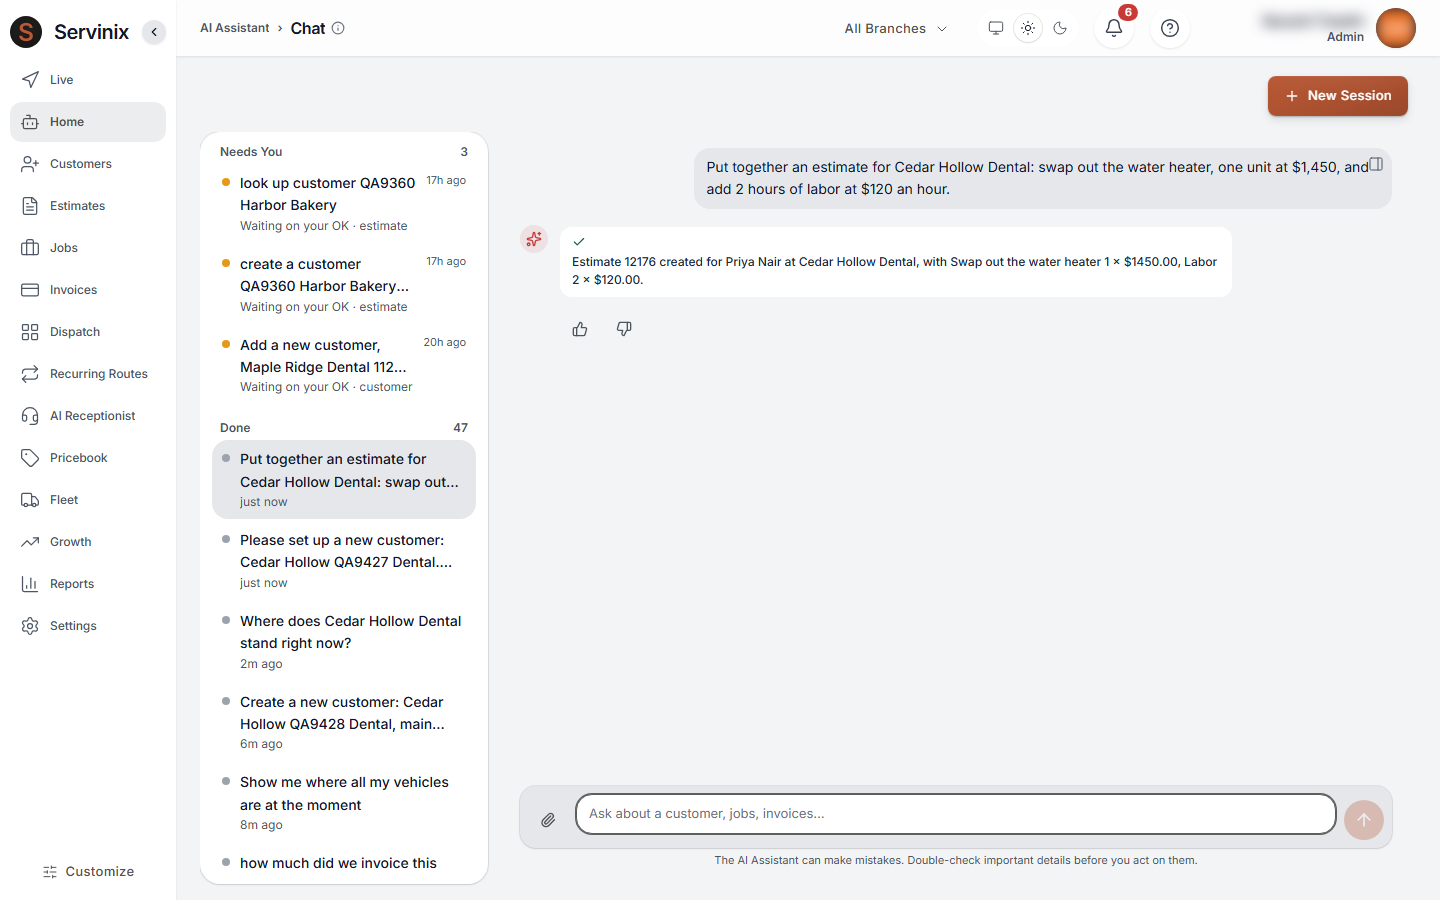 Servinix
Live
Home
Customers
Estimates
Jobs
Invoices
Dispatch
Recurring Routes
AI Receptionist
Pricebook
Fleet
Growth
Reports
Settings
Customize
AI Assistant › Chat
All Branches
6
Admin
New Session
Needs You 3
look up customer QA9360 17h ago
Harbor Bakery
Waiting on your OK · estimate
create a customer 17h ago
QA9360 Harbor Bakery...
Waiting on your OK · estimate
Add a new customer, 20h ago
Maple Ridge Dental 112...
Waiting on your OK · customer
Done 47
Put together an estimate for
Cedar Hollow Dental: swap out...
just now
Please set up a new customer:
Cedar Hollow QA9427 Dental....
just now
Where does Cedar Hollow Dental
stand right now?
2m ago
Create a new customer: Cedar
Hollow QA9428 Dental, main...
6m ago
Show me where all my vehicles
are at the moment
8m ago
how much did we invoice this
Put together an estimate for Cedar Hollow Dental: swap out the water heater, one unit at $1,450, and
add 2 hours of labor at $120 an hour.
Estimate 12176 created for Priya Nair at Cedar Hollow Dental, with Swap out the water heater 1 × $1450.00, Labor
2 × $120.00.
Ask about a customer, jobs, invoices...
The AI Assistant can make mistakes. Double-check important details before you act on them.